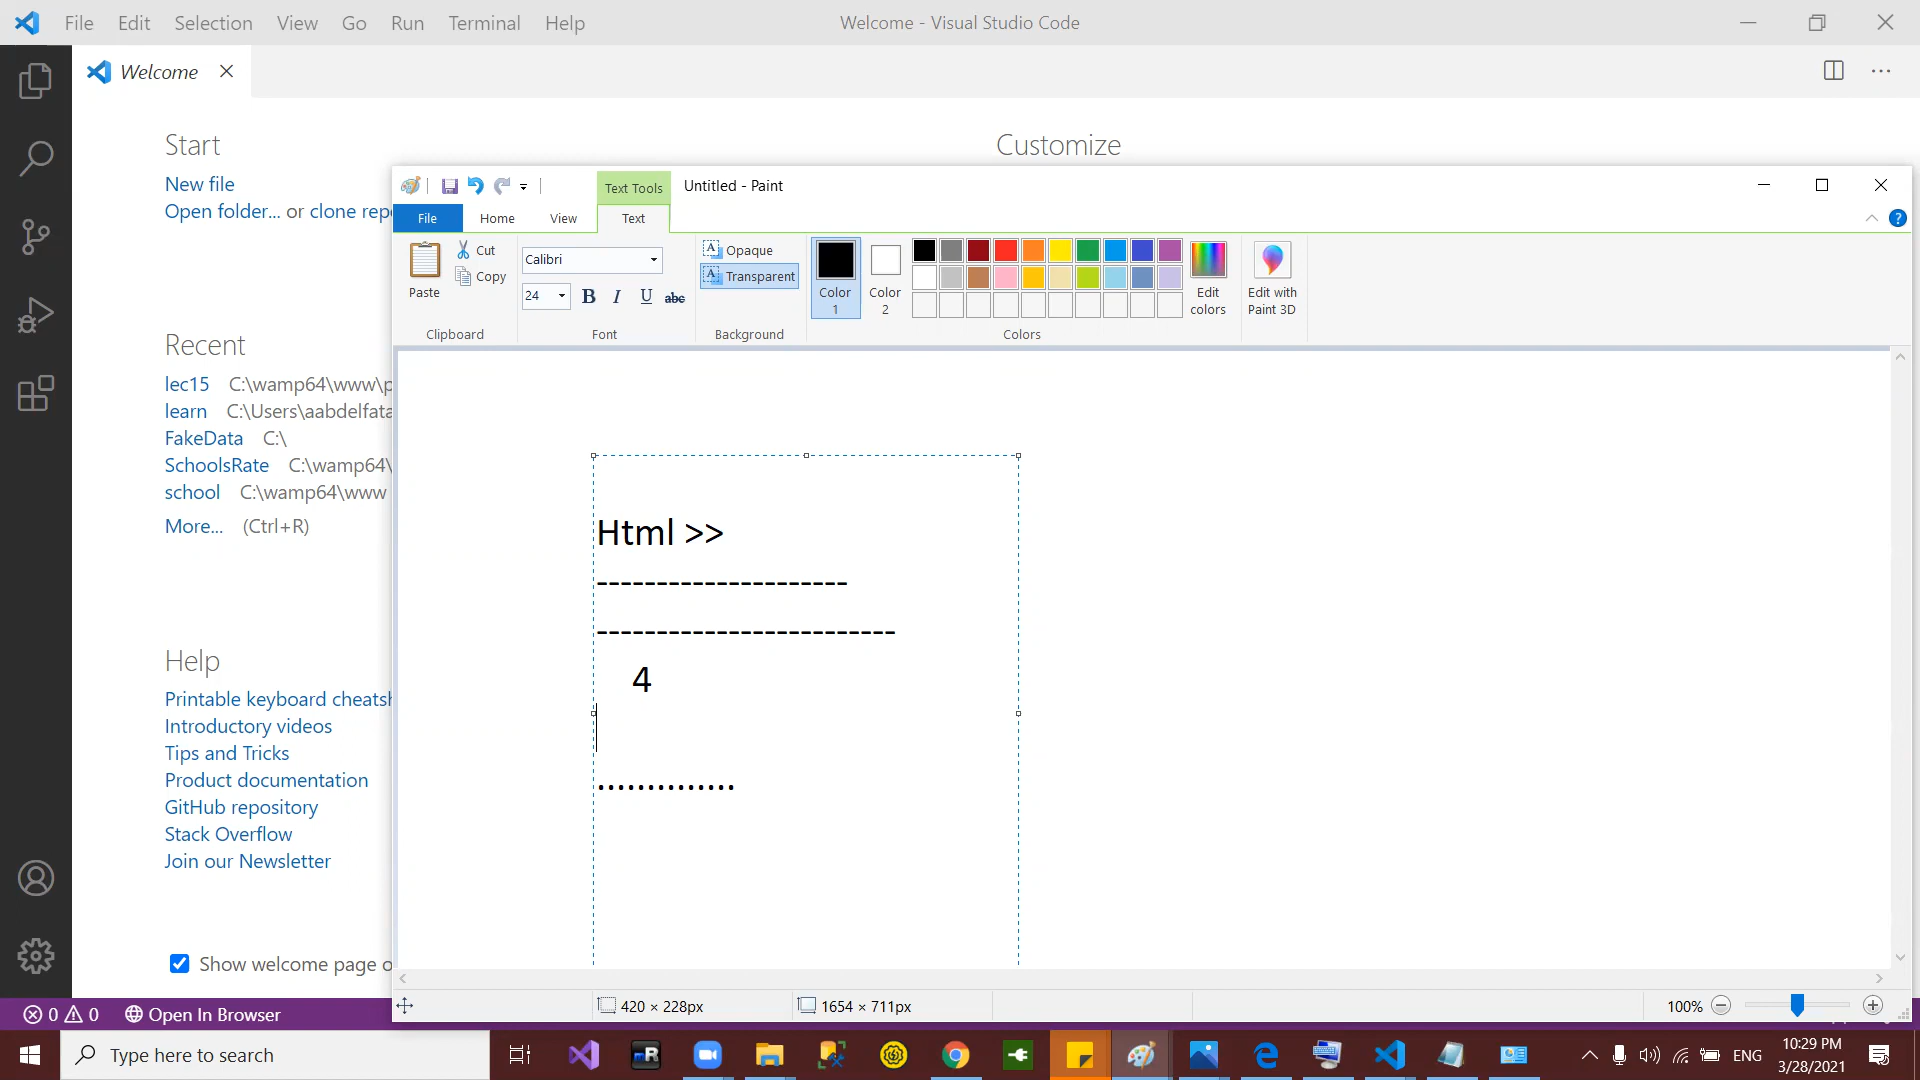 File Edit Selection View Go Run Terminal Help
Welcome - Visual Studio Code
Welcome
Start
New file
Open folder... or clone rep
Customize
Recent
lec15 C:\wamp64\www\p
learn C:\Users\aabdelfata
FakeData C:\
SchoolsRate C:\wamp64\
school C:\wamp64\www
More... (Ctrl+R)
Help
Printable keyboard cheatsh
Introductory videos
Tips and Tricks
Product documentation
GitHub repository
Stack Overflow
Join our Newsletter
Show welcome page o
Text Tools
Untitled - Paint
File Home View Text
Paste
Cut
Copy
Clipboard
Calibri
24 B I U abc
Font
Opaque
Transparent
Background
Color 1
Color 2
Edit colors
Colors
Edit with Paint 3D
Html >>
---------------------
-------------------------
4
..............
420 × 228px
1654 × 711px
100%
0 0 Open In Browser
Type here to search
ENG
10:29 PM
3/28/2021